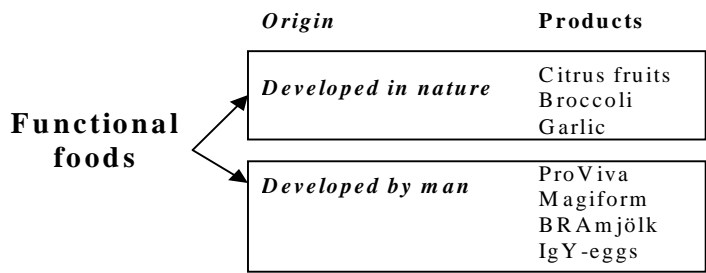 Origin Products
Functional foods
Developed in nature
Citrus fruits
Broccoli
Garlic
Developed by man
ProViva
Magiform
BRAmjölk
IgY-eggs